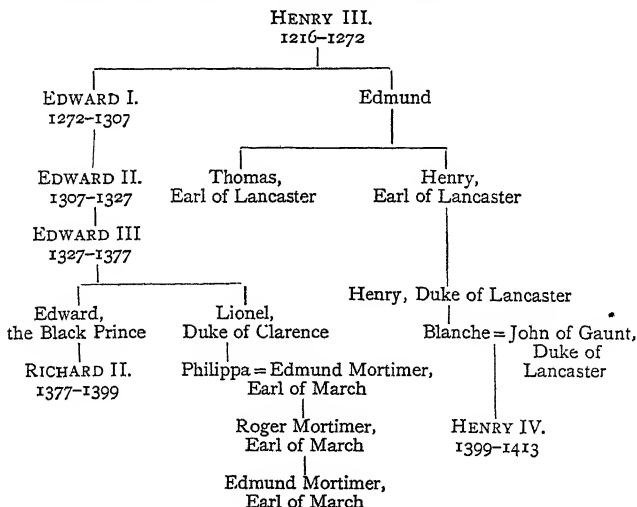 HENRY III.
1216–1272
EDWARD I.
1272–1307
Edmund
EDWARD II.
1307–1327
Thomas,
Earl of Lancaster
Henry,
Earl of Lancaster
EDWARD III
1327–1377
Edward,
the Black Prince
Lionel,
Duke of Clarence
Henry, Duke of Lancaster
Blanche = John of Gaunt,
Duke of
Lancaster
RICHARD II.
1377–1399
Philippa = Edmund Mortimer,
Earl of March
Roger Mortimer,
Earl of March
HENRY IV.
1399–1413
Edmund Mortimer,
Earl of March